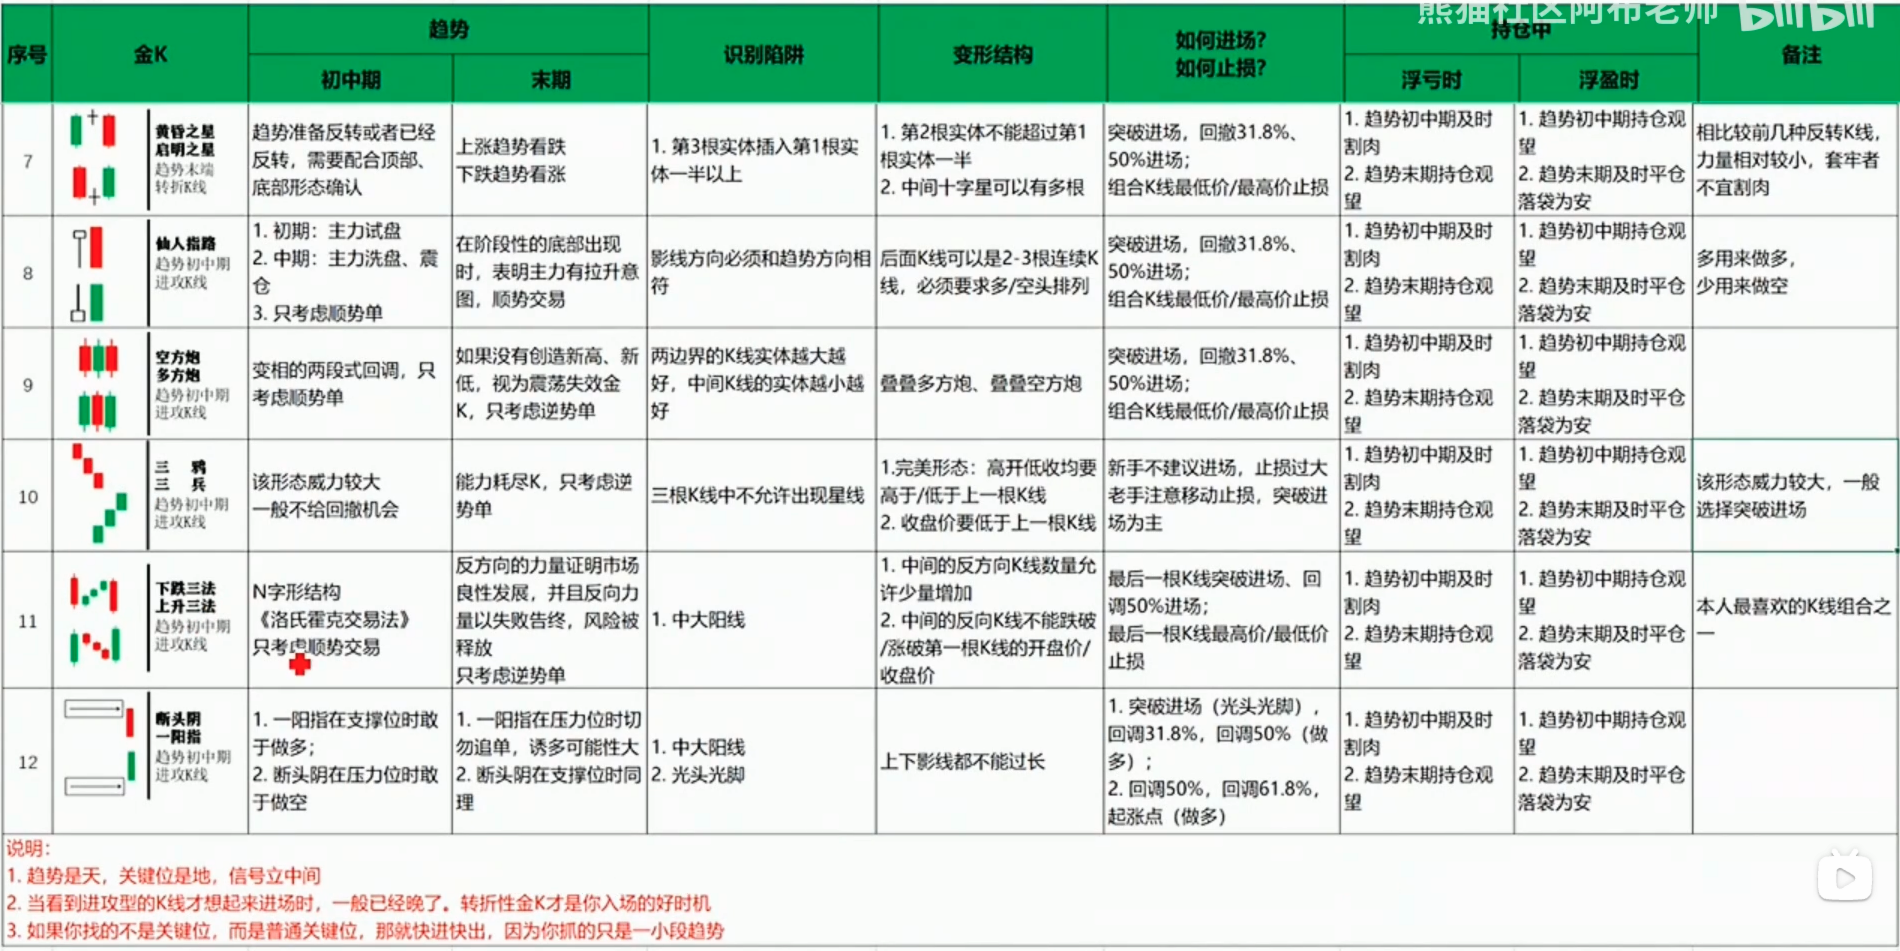 熊猫社区阿布老师 bilibili
序号
金K
趋势
初中期
末期
识别陷阱
变形结构
如何进场?
如何止损?
持仓中
浮亏时
浮盈时
备注
7
黄昏之星
启明之星
趋势末端
转折K线
趋势准备反转或者已经
反转，需要配合顶部、
底部形态确认
上涨趋势看跌
下跌趋势看涨
1. 第3根实体插入第1根实
体一半以上
1. 第2根实体不能超过第1
根实体一半
2. 中间十字星可以有多根
突破进场，回撤31.8%、
50%进场；
组合K线最低价/最高价止损
1. 趋势初中期及时
割肉
2. 趋势末期持仓观
望
1. 趋势初中期持仓观
望
2. 趋势末期及时平仓
落袋为安
相比较前几种反转K线，
力量相对较小，套牢者
不宜割肉
8
仙人指路
趋势初中期
进攻K线
1. 初期：主力试盘
2. 中期：主力洗盘、震
仓
3. 只考虑顺势单
在阶段性的底部出现
时，表明主力有拉升意
图，顺势交易
影线方向必须和趋势方向相
符
后面K线可以是2-3根连续K
线，必须要求多/空头排列
突破进场，回撤31.8%、
50%进场；
组合K线最低价/最高价止损
1. 趋势初中期及时
割肉
2. 趋势末期持仓观
望
1. 趋势初中期持仓观
望
2. 趋势末期及时平仓
落袋为安
多用来做多，
少用来做空
9
空方炮
多方炮
趋势初中期
进攻K线
变相的两段式回调，只
考虑顺势单
如果没有创造新高、新
低，视为震荡失效金
K，只考虑逆势单
两边界的K线实体越大越
好，中间K线的实体越小越
好
叠叠多方炮、叠叠空方炮
突破进场，回撤31.8%、
50%进场；
组合K线最低价/最高价止损
1. 趋势初中期及时
割肉
2. 趋势末期持仓观
望
1. 趋势初中期持仓观
望
2. 趋势末期及时平仓
落袋为安
10
三 鸦
三 兵
趋势初中期
进攻K线
该形态威力较大
一般不给回撤机会
能力耗尽K，只考虑逆
势单
三根K线中不允许出现星线
1.完美形态：高开低收均要
高于/低于上一根K线
2. 收盘价要低于上一根K线
新手不建议进场，止损过大
老手注意移动止损，突破进
场为主
1. 趋势初中期及时
割肉
2. 趋势末期持仓观
望
1. 趋势初中期持仓观
望
2. 趋势末期及时平仓
落袋为安
该形态威力较大，一般
选择突破进场
11
下跌三法
上升三法
趋势初中期
进攻K线
N字形结构
《洛氏霍克交易法》
只考虑顺势交易
反方向的力量证明市场
良性发展，并且反向力
量以失败告终，风险被
释放
只考虑逆势单
1. 中大阳线
1. 中间的反方向K线数量允
许少量增加
2. 中间的反向K线不能跌破
/涨破第一根K线的开盘价/
收盘价
最后一根K线突破进场、回
调50%进场；
最后一根K线最高价/最低价
止损
1. 趋势初中期及时
割肉
2. 趋势末期持仓观
望
1. 趋势初中期持仓观
望
2. 趋势末期及时平仓
落袋为安
本人最喜欢的K线组合之
一
12
断头阴
一阳指
趋势初中期
进攻K线
1. 一阳指在支撑位时敢
于做多；
2. 断头阴在压力位时敢
于做空
1. 一阳指在压力位时切
勿追单，诱多可能性大
2. 断头阴在支撑位时同
理
1. 中大阳线
2. 光头光脚
上下影线都不能过长
1. 突破进场（光头光脚），
回调31.8%，回调50%（做
多）；
2. 回调50%，回调61.8%，
起涨点（做多）
1. 趋势初中期及时
割肉
2. 趋势末期持仓观
望
1. 趋势初中期持仓观
望
2. 趋势末期及时平仓
落袋为安
说明：
1. 趋势是天，关键位是地，信号立中间
2. 当看到进攻型的K线才想起来进场时，一般已经晚了。转折性金K才是你入场的好时机
3. 如果你找的不是关键位，而是普通关键位，那就快进快出，因为你抓的只是一小段趋势